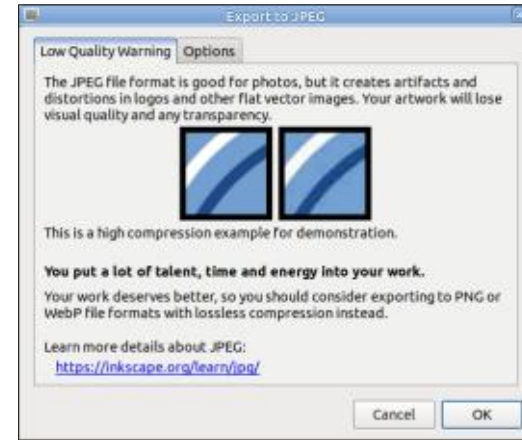 Export to JPEG
Low Quality Warning Options
The JPEG file format is good for photos, but it creates artifacts and
distortions in logos and other flat vector images. Your artwork will lose
visual quality and any transparency.
This is a high compression example for demonstration.
You put a lot of talent, time and energy into your work.
Your work deserves better, so you should consider exporting to PNG or
WebP file formats with lossless compression instead.
Learn more details about JPEG:
https://inkscape.org/learn/jpg/
Cancel OK